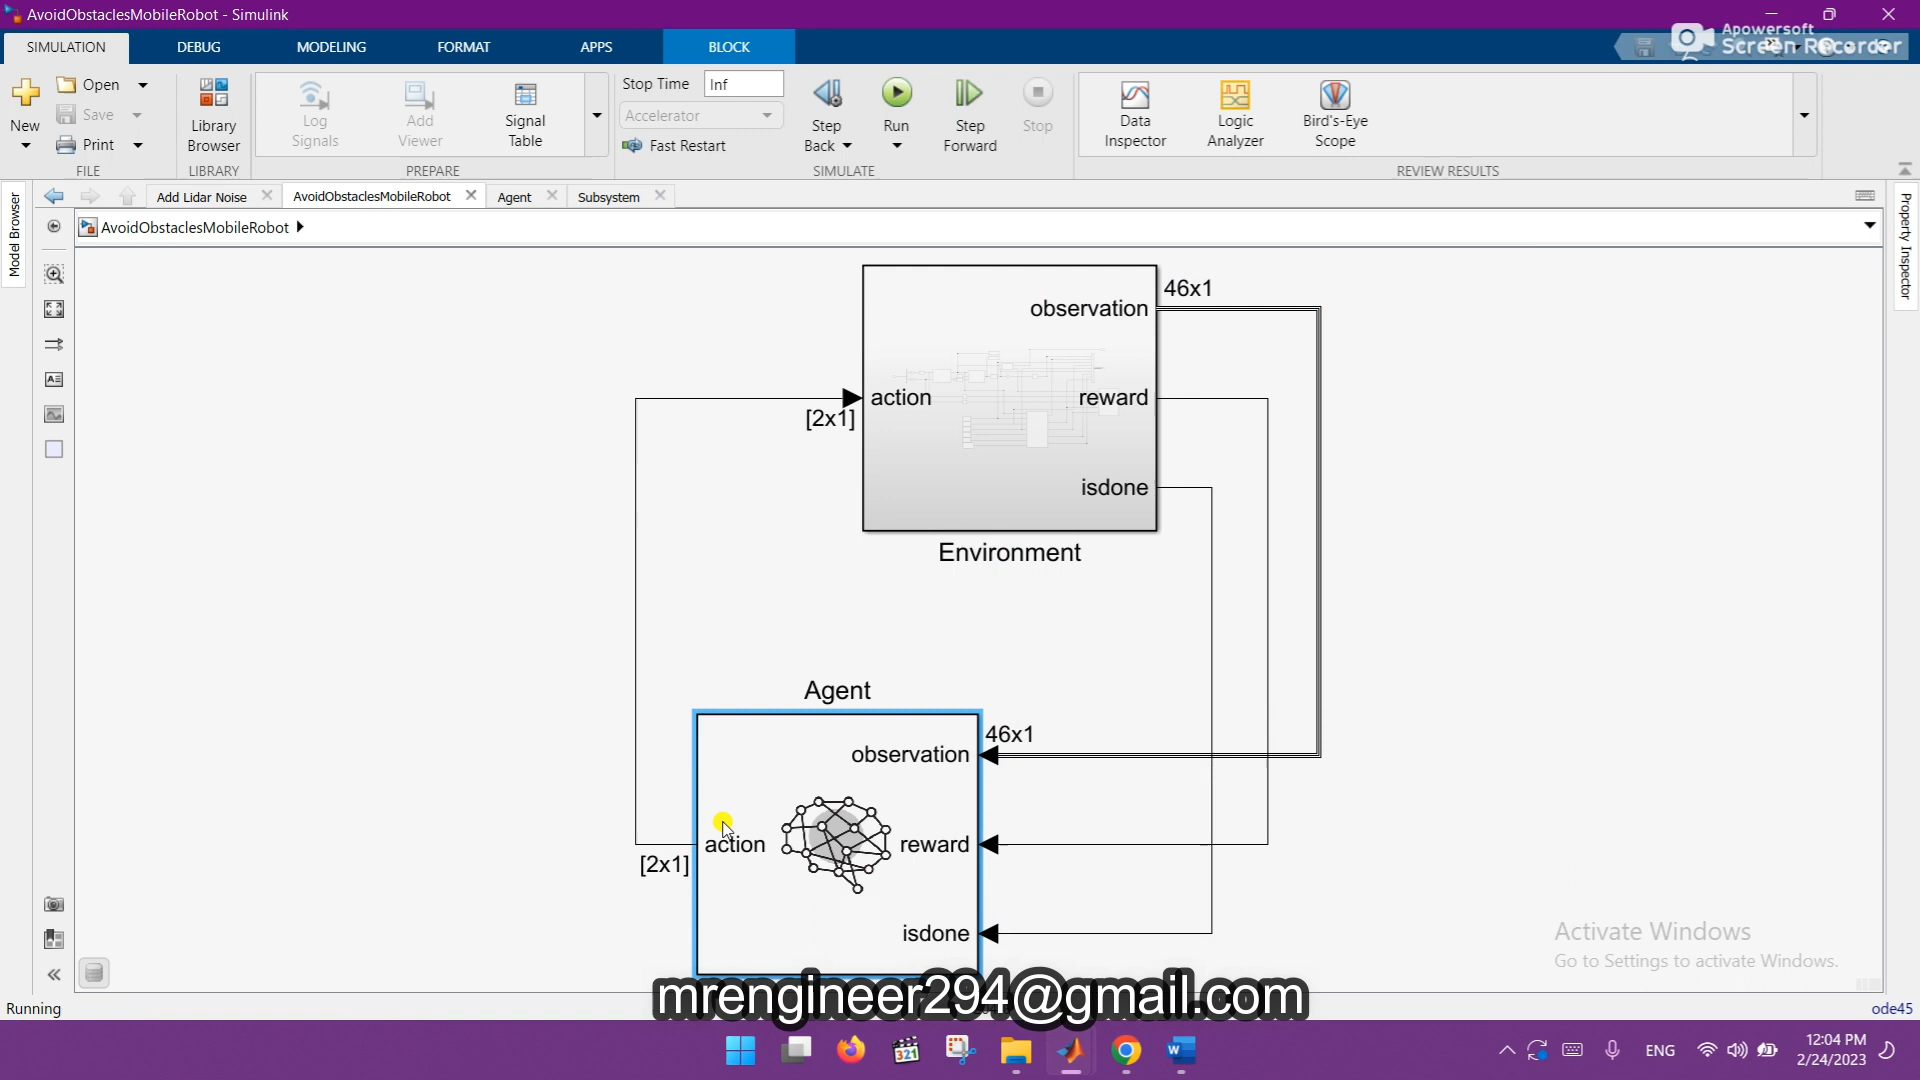 AvoidObstaclesMobileRobot - Simulink
Apowersoft
Screen Recorder
SIMULATION DEBUG MODELING FORMAT APPS BLOCK
New
Open
Save
Print
FILE
Library
Browser
LIBRARY
Log
Signals
Add
Viewer
Signal
Table
PREPARE
Stop Time Inf
Accelerator
Fast Restart
Step
Back
Run
Step
Forward
Stop
SIMULATE
Data
Inspector
Logic
Analyzer
Bird's-Eye
Scope
REVIEW RESULTS
Model Browser
Add Lidar Noise AvoidObstaclesMobileRobot Agent Subsystem
AvoidObstaclesMobileRobot
Property Inspector
46x1
observation
action reward
[2x1]
isdone
Environment
Agent
46x1
observation
action reward
[2x1]
isdone
Activate Windows
Go to Settings to activate Windows.
mrengineer294@gmail.com
Running
ode45
321
W
ENG
12:04 PM
2/24/2023